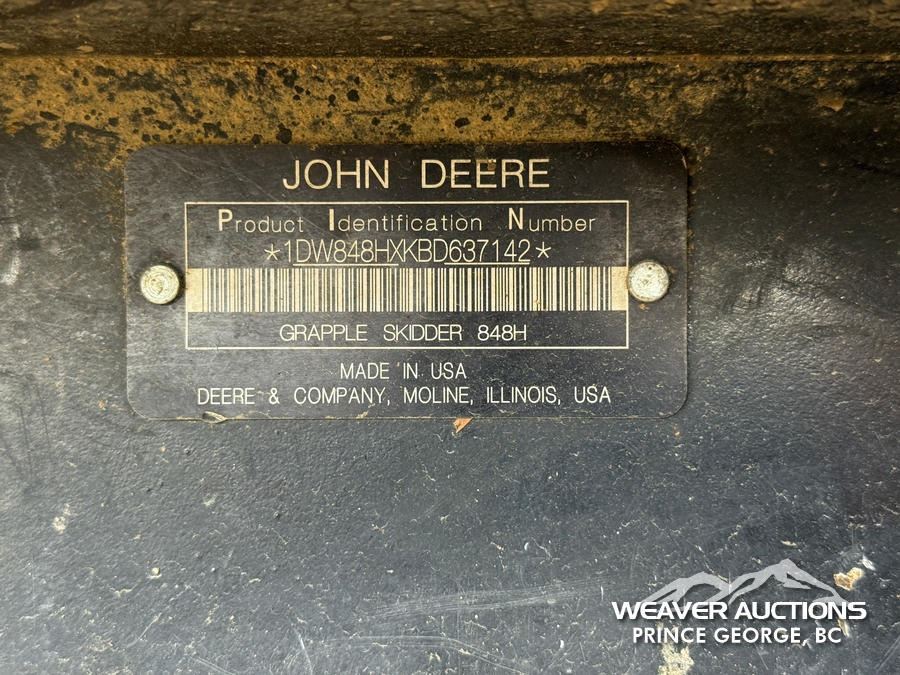 JOHN DEERE
Product Identification Number
*1DW848HXKBD637142*
GRAPPLE SKIDDER 848H
MADE IN USA
DEERE & COMPANY, MOLINE, ILLINOIS, USA
WEAVER AUCTIONS
PRINCE GEORGE, BC